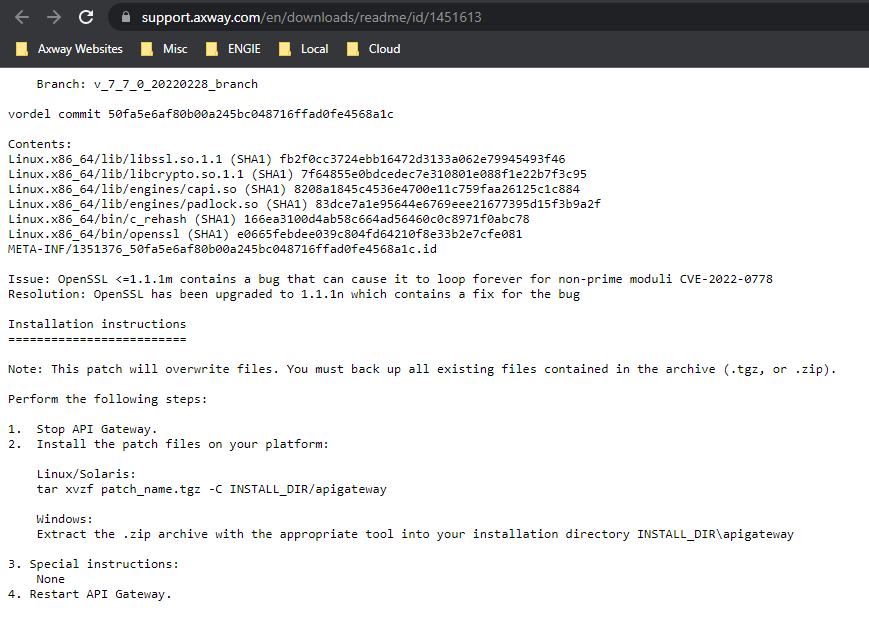 support.axway.com/en/downloads/readme/id/1451613
Axway Websites Misc ENGIE Local Cloud
Branch: v_7_7_0_20220228_branch
vordel commit 50fa5e6af80b00a245bc048716ffad0fe4568a1c
Contents:
Linux.x86_64/lib/libssl.so.1.1 (SHA1) fb2f0cc3724ebb16472d3133a062e79945493f46
Linux.x86_64/lib/libcrypto.so.1.1 (SHA1) 7f64855e0bdcedec7e310801e088f1e22b7f3c95
Linux.x86_64/lib/engines/capi.so (SHA1) 8208a1845c4536e4700e11c759faa26125c1c884
Linux.x86_64/lib/engines/padlock.so (SHA1) 83dce7a1e95644e6769eee21677395d15f3b9a2f
Linux.x86_64/bin/c_rehash (SHA1) 166ea3100d4ab58c664ad56460c0c8971f0abc78
Linux.x86_64/bin/openssl (SHA1) e0665febdee039c804fd64210f8e33b2e7cfe081
META-INF/1351376_50fa5e6af80b00a245bc048716ffad0fe4568a1c.id
Issue: OpenSSL <=1.1.1m contains a bug that can cause it to loop forever for non-prime moduli CVE-2022-0778
Resolution: OpenSSL has been upgraded to 1.1.1n which contains a fix for the bug
Installation instructions
=========================
Note: This patch will overwrite files. You must back up all existing files contained in the archive (.tgz, or .zip).
Perform the following steps:
1. Stop API Gateway.
2. Install the patch files on your platform:
Linux/Solaris:
tar xvzf patch_name.tgz -C INSTALL_DIR/apigateway
Windows:
Extract the .zip archive with the appropriate tool into your installation directory INSTALL_DIR\apigateway
3. Special instructions:
None
4. Restart API Gateway.